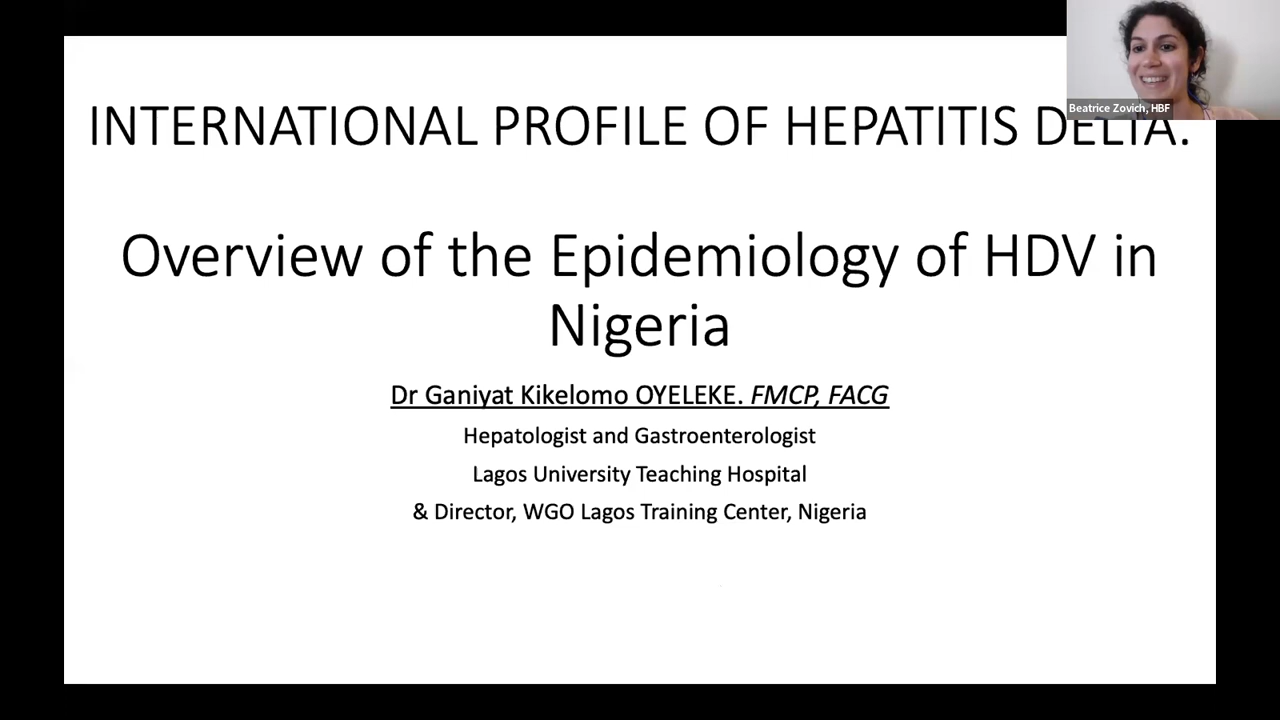 INTERNATIONAL PROFILE OF HEPATITIS DELTA.
Beatrice Zovich, HBF
Overview of the Epidemiology of HDV in
Nigeria
Dr Ganiyat Kikelomo OYELEKE. FMCP, FACG
Hepatologist and Gastroenterologist
Lagos University Teaching Hospital
& Director, WGO Lagos Training Center, Nigeria